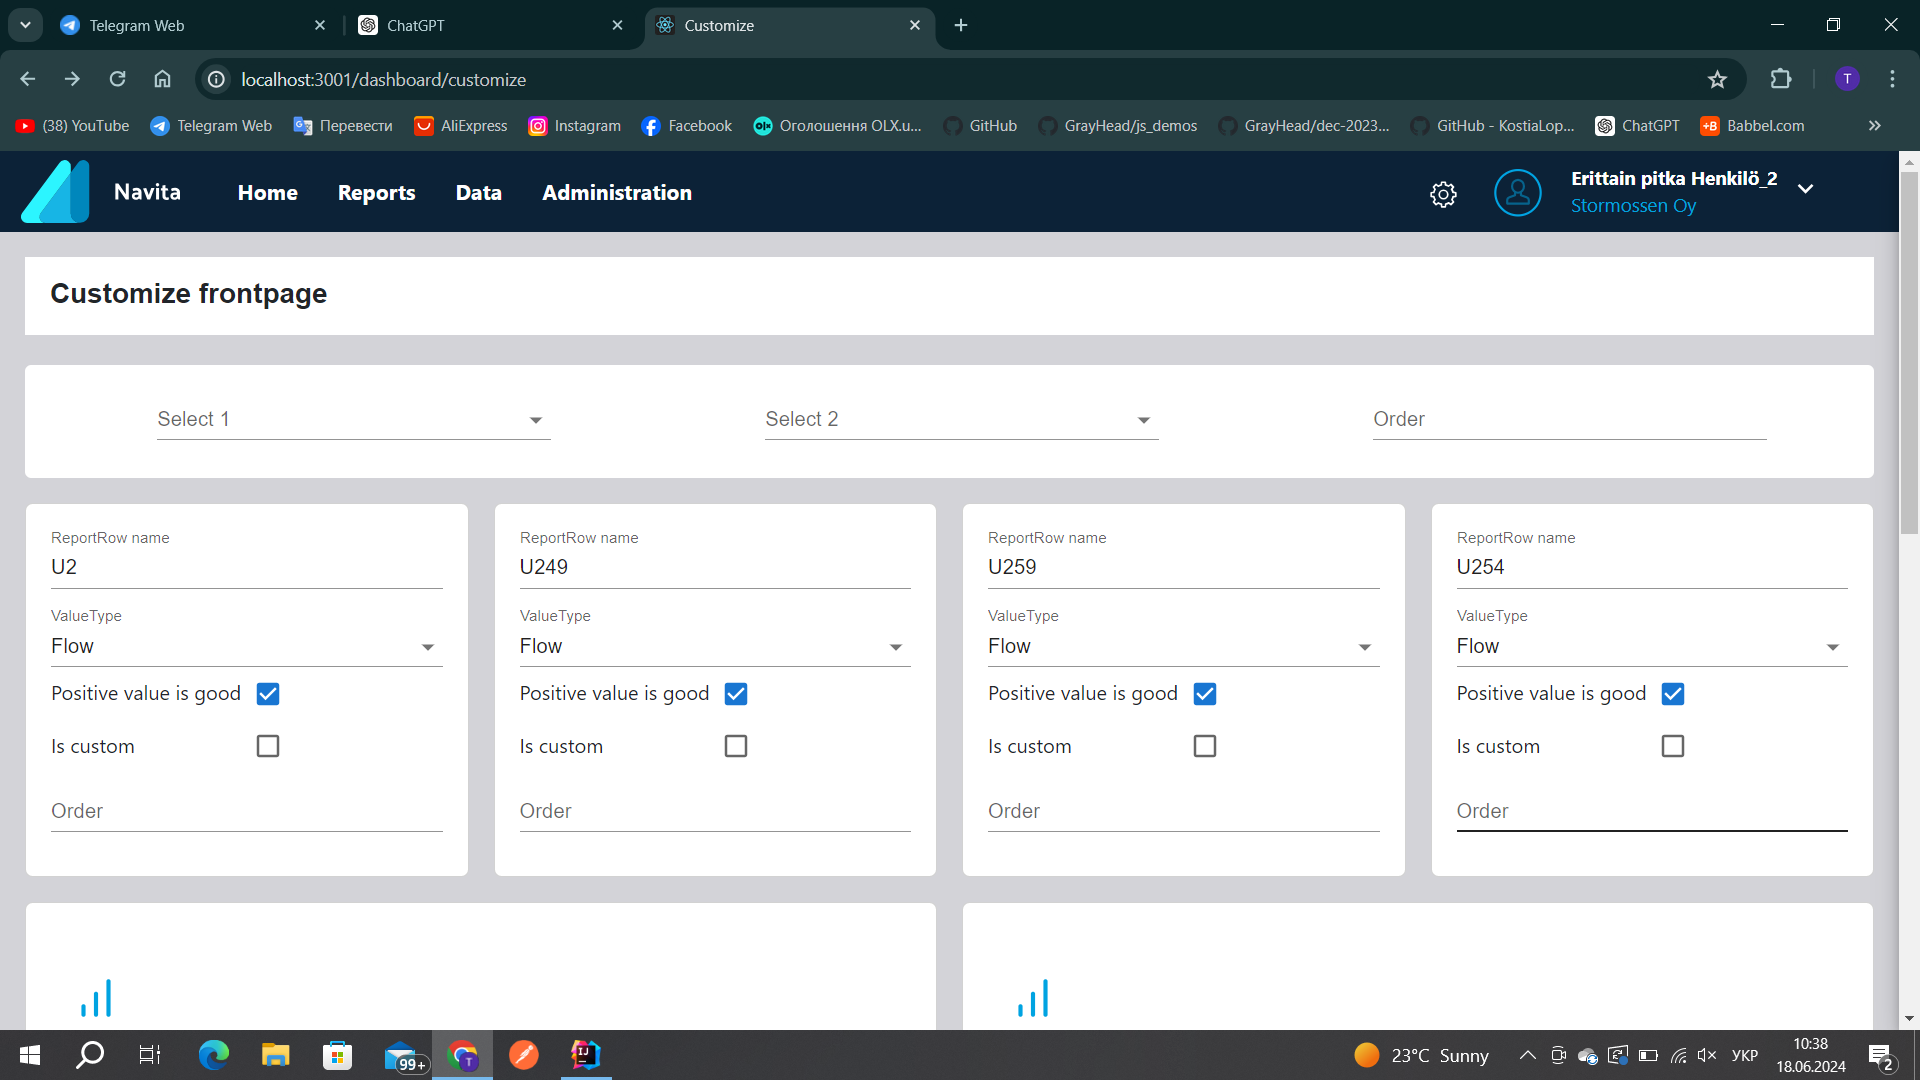 Telegram Web
ChatGPT
Customize
localhost:3001/dashboard/customize
T
(38) YouTube
Telegram Web
Перевести
AliExpress
Instagram
Facebook
Оголошення OLX.u...
GitHub
GrayHead/js_demos
GrayHead/dec-2023...
GitHub - KostiaLop...
ChatGPT
+B
Babbel.com
Navita
Home
Reports
Data
Administration
Erittain pitka Henkilö_2
Stormossen Oy
Customize frontpage
Select 1
Select 2
Order
ReportRow name
U2
ValueType
Flow
Positive value is good
Is custom
Order
ReportRow name
U249
ValueType
Flow
Positive value is good
Is custom
Order
ReportRow name
U259
ValueType
Flow
Positive value is good
Is custom
Order
ReportRow name
U254
ValueType
Flow
Positive value is good
Is custom
Order
99+
T
IJ
23°C Sunny
УКР
10:38
18.06.2024
2